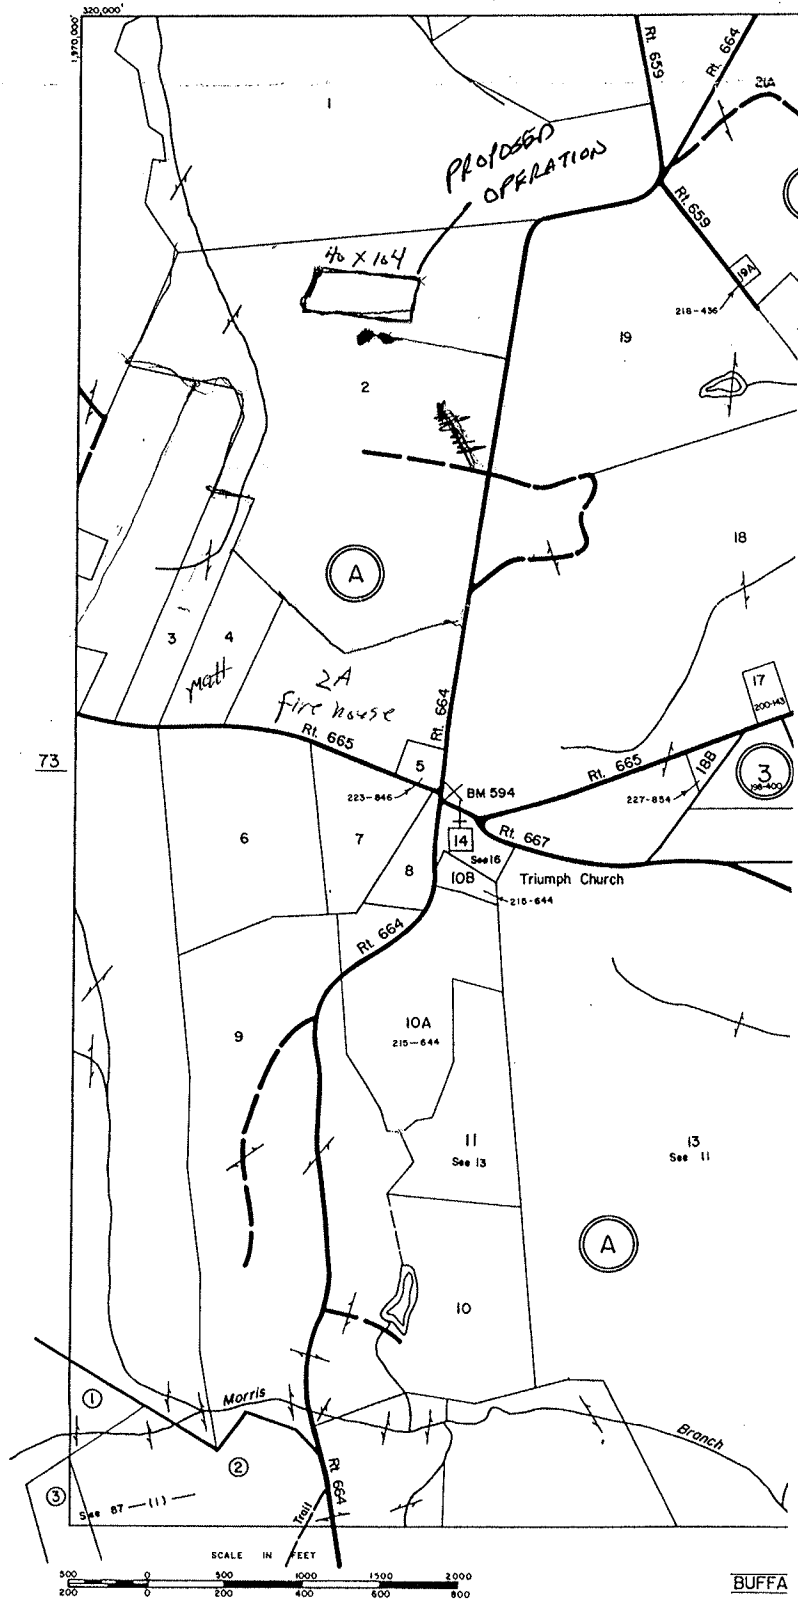 320,000'
1,970,000'
Rt. 659
Rt. 664
21A
1
PROPOSED
OPERATION
Rt. 659
40 x 104
19A
218-436
19
2
18
A
3
4
matt
2A
fire house
17
200-143
Rt. 664
Rt. 665
5
73
223-846
BM 594
Rt. 665
18B
3
198-400
227-854
6
7
14
Rt. 667
See 16
8
10B
Triumph Church
215-644
Rt. 664
9
10A
215-644
11
See 13
13
See 11
A
10
1
Morris
Branch
2
3
See 87-(1)
Rt. 664
Trail
SCALE IN FEET
500 0 500 1000 1500 2000
200 0 200 400 600 800
BUFFA